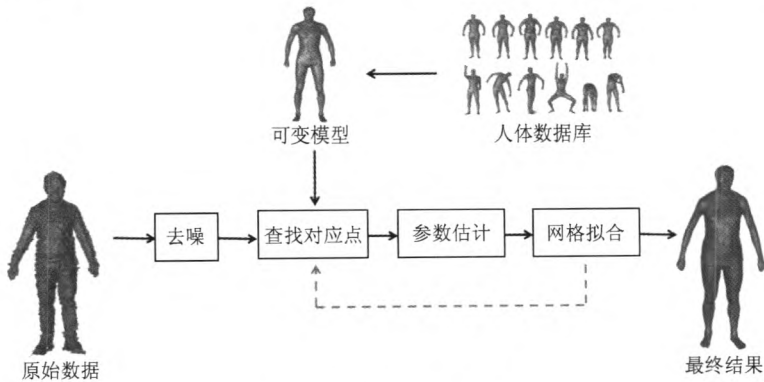 可变模型
人体数据库
去噪
查找对应点
参数估计
网格拟合
原始数据
最终结果